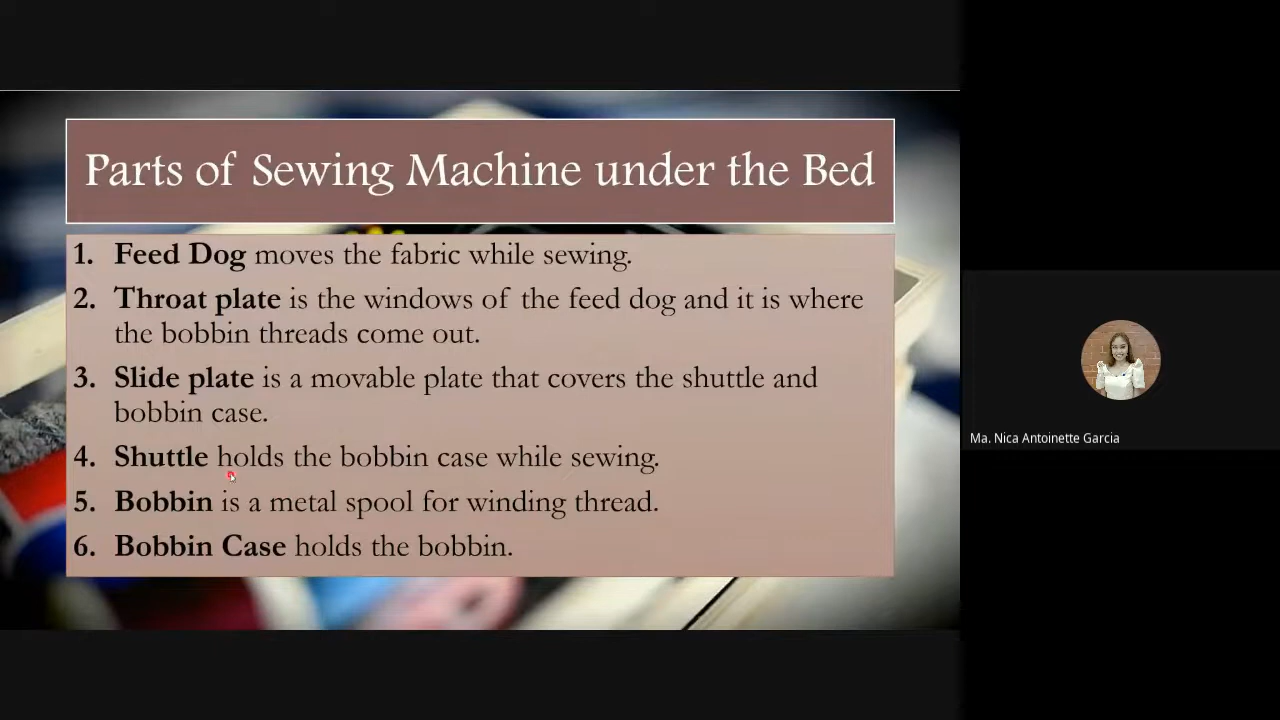 Parts of Sewing Machine under the Bed
1. Feed Dog moves the fabric while sewing.
2. Throat plate is the windows of the feed dog and it is where
the bobbin threads come out.
3. Slide plate is a movable plate that covers the shuttle and
bobbin case.
4. Shuttle holds the bobbin case while sewing.
5. Bobbin is a metal spool for winding thread.
6. Bobbin Case holds the bobbin.
Ma. Nica Antoinette Garcia